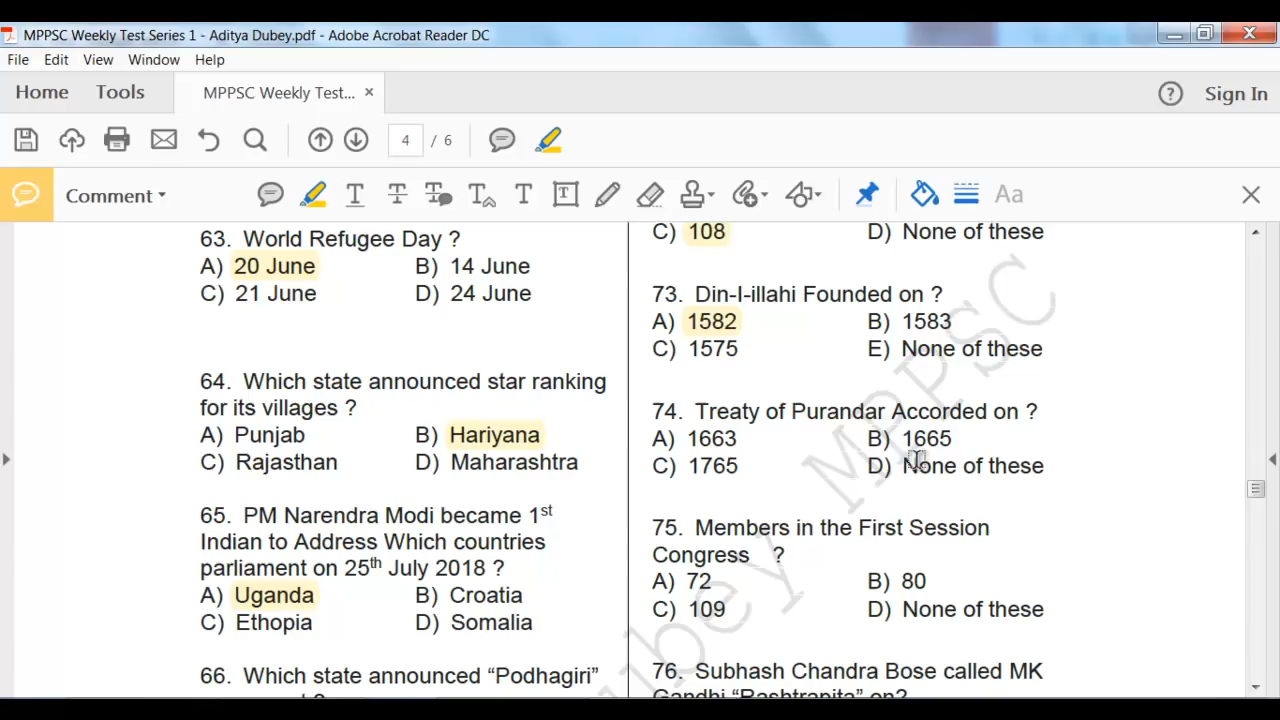 MPPSC Weekly Test Series 1 - Aditya Dubey.pdf - Adobe Acrobat Reader DC
File Edit View Window Help
Home Tools MPPSC Weekly Test... × ? Sign In
4 / 6
Comment Aa
63. World Refugee Day ?
A) 20 June B) 14 June
C) 21 June D) 24 June
64. Which state announced star ranking
for its villages ?
A) Punjab B) Hariyana
C) Rajasthan D) Maharashtra
65. PM Narendra Modi became 1st
Indian to Address Which countries
parliament on 25th July 2018 ?
A) Uganda B) Croatia
C) Ethopia D) Somalia
66. Which state announced “Podhagiri”
C) 108 D) None of these
73. Din-I-illahi Founded on ?
A) 1582 B) 1583
C) 1575 E) None of these
74. Treaty of Purandar Accorded on ?
A) 1663 B) 1665
C) 1765 D) None of these
75. Members in the First Session
Congress ?
A) 72 B) 80
C) 109 D) None of these
76. Subhash Chandra Bose called MK
Gandhi “Rashtrapita” on?
MPPSC